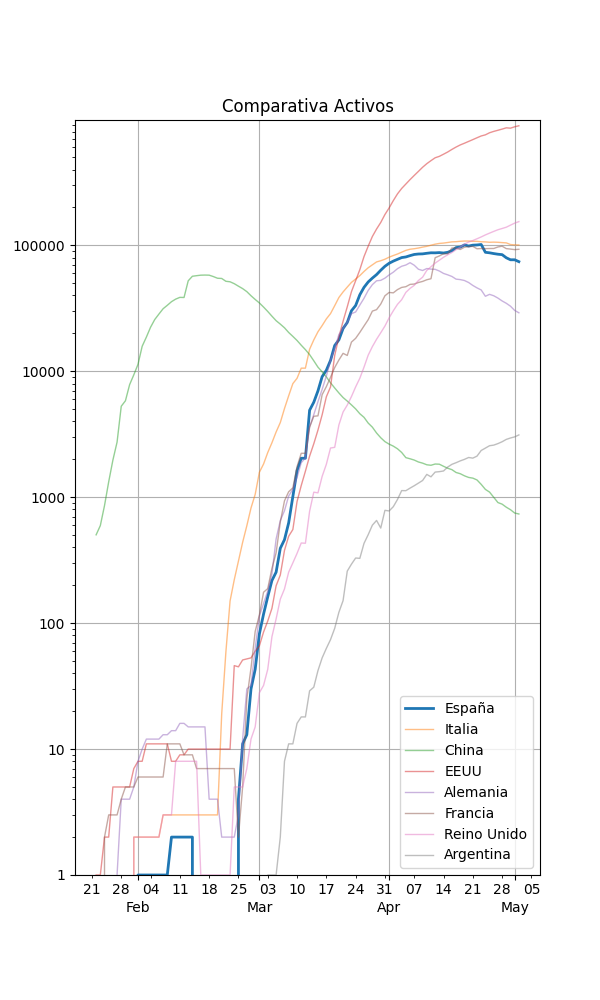 Comparativa Activos
100000
10000
1000
100
10
1
España
Italia
China
EEUU
Alemania
Francia
Reino Unido
Argentina
21 28 04 11 18 25 03 10 17 24 31 07 14 21 28 05
Feb Mar Apr May